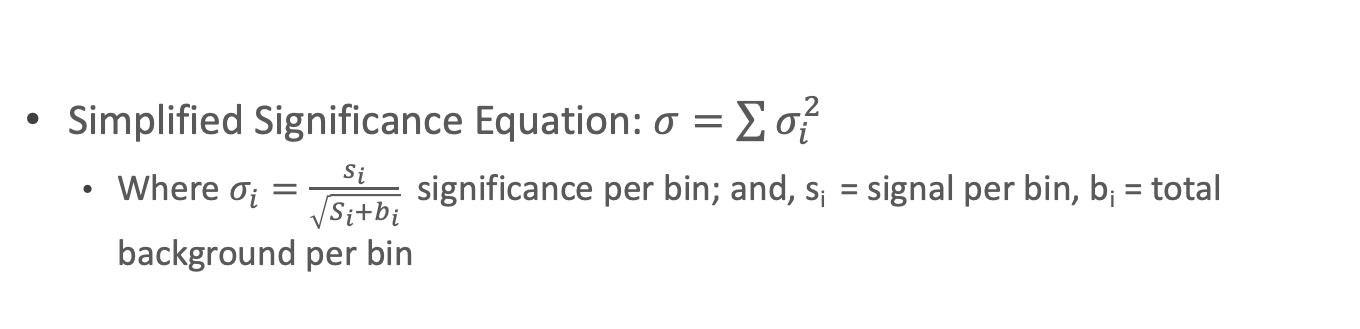 • Simplified Significance Equation: σ = ∑ σᵢ²
• Where σᵢ = sᵢ/√(sᵢ+bᵢ) significance per bin; and, sᵢ = signal per bin, bᵢ = total
background per bin